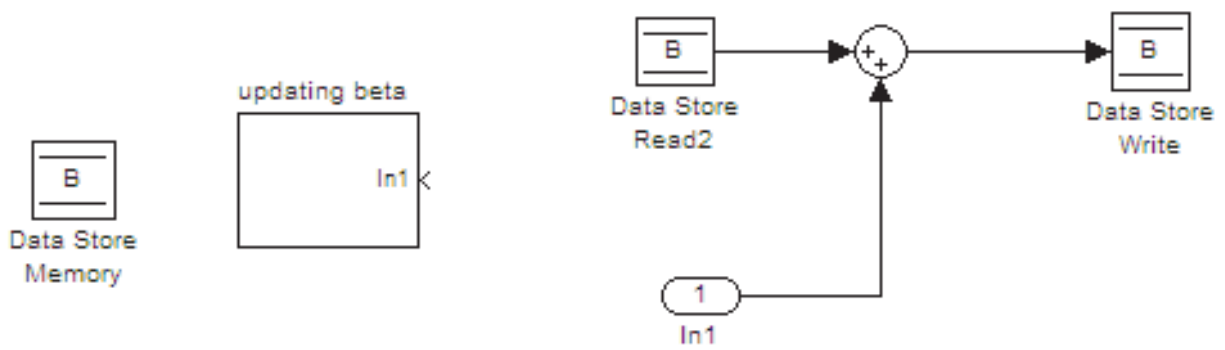 B
Data Store
Memory
updating beta
In1
B
Data Store
Read2
+
+
B
Data Store
Write
1
In1